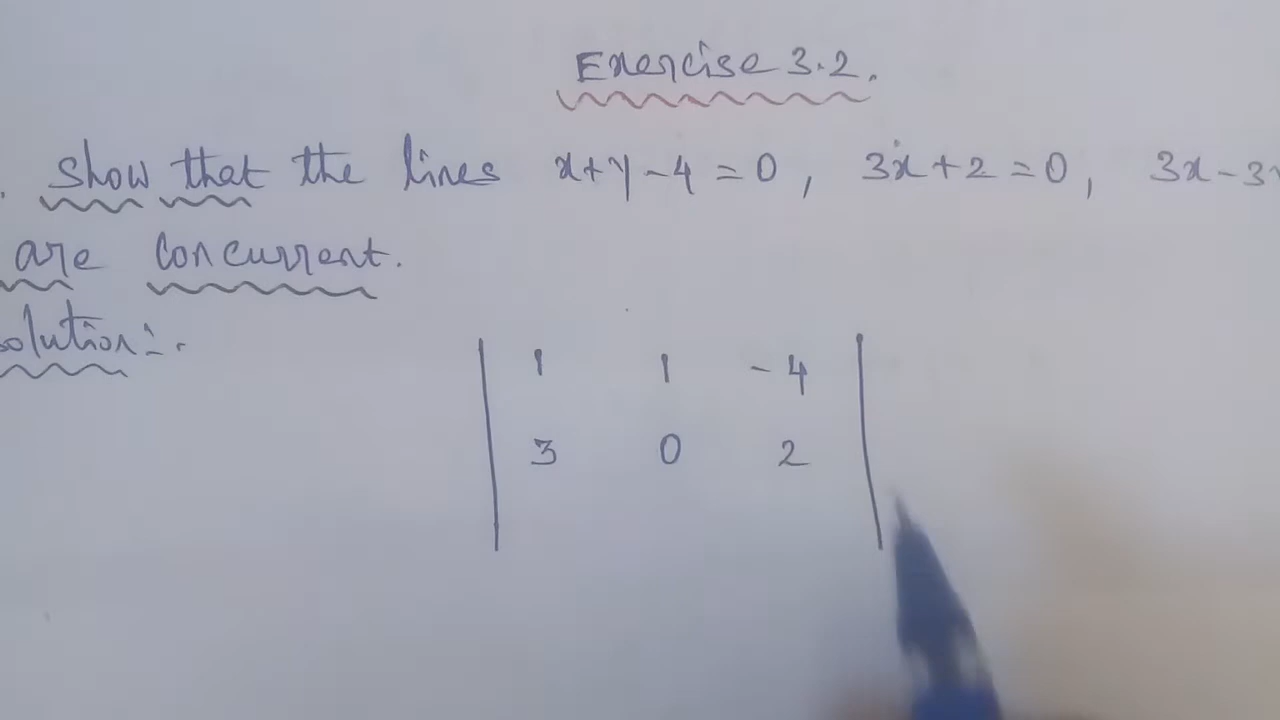 Exercise 3.2.
show that the lines x+y-4=0, 3x+2=0, 3x-3
are concurrent.
solution:-.
1 1 -4
3 0 2